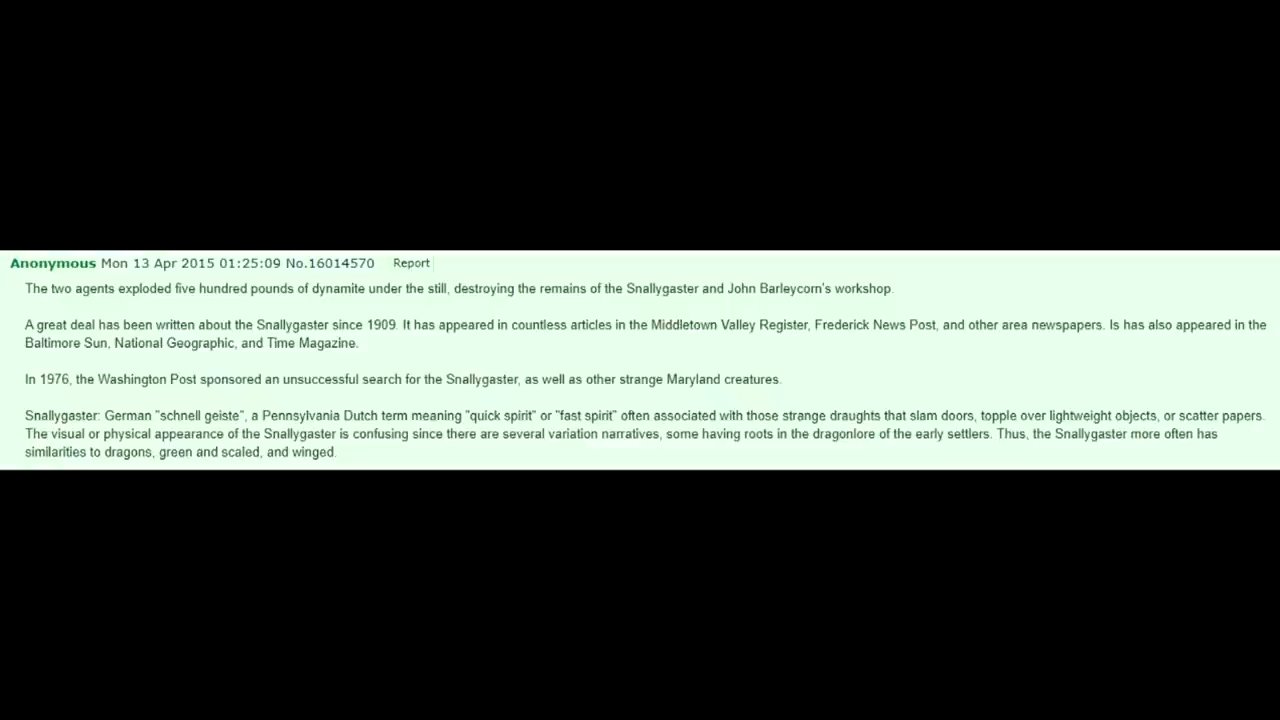 Anonymous Mon 13 Apr 2015 01:25:09 No.16014570 Report
The two agents exploded five hundred pounds of dynamite under the still, destroying the remains of the Snallygaster and John Barleycorn's workshop.
A great deal has been written about the Snallygaster since 1909. It has appeared in countless articles in the Middletown Valley Register, Frederick News Post, and other area newspapers. Is has also appeared in the
Baltimore Sun, National Geographic, and Time Magazine.
In 1976, the Washington Post sponsored an unsuccessful search for the Snallygaster, as well as other strange Maryland creatures.
Snallygaster: German "schnell geiste", a Pennsylvania Dutch term meaning "quick spirit" or "fast spirit" often associated with those strange draughts that slam doors, topple over lightweight objects, or scatter papers.
The visual or physical appearance of the Snallygaster is confusing since there are several variation narratives, some having roots in the dragonlore of the early settlers. Thus, the Snallygaster more often has
similarities to dragons, green and scaled, and winged.